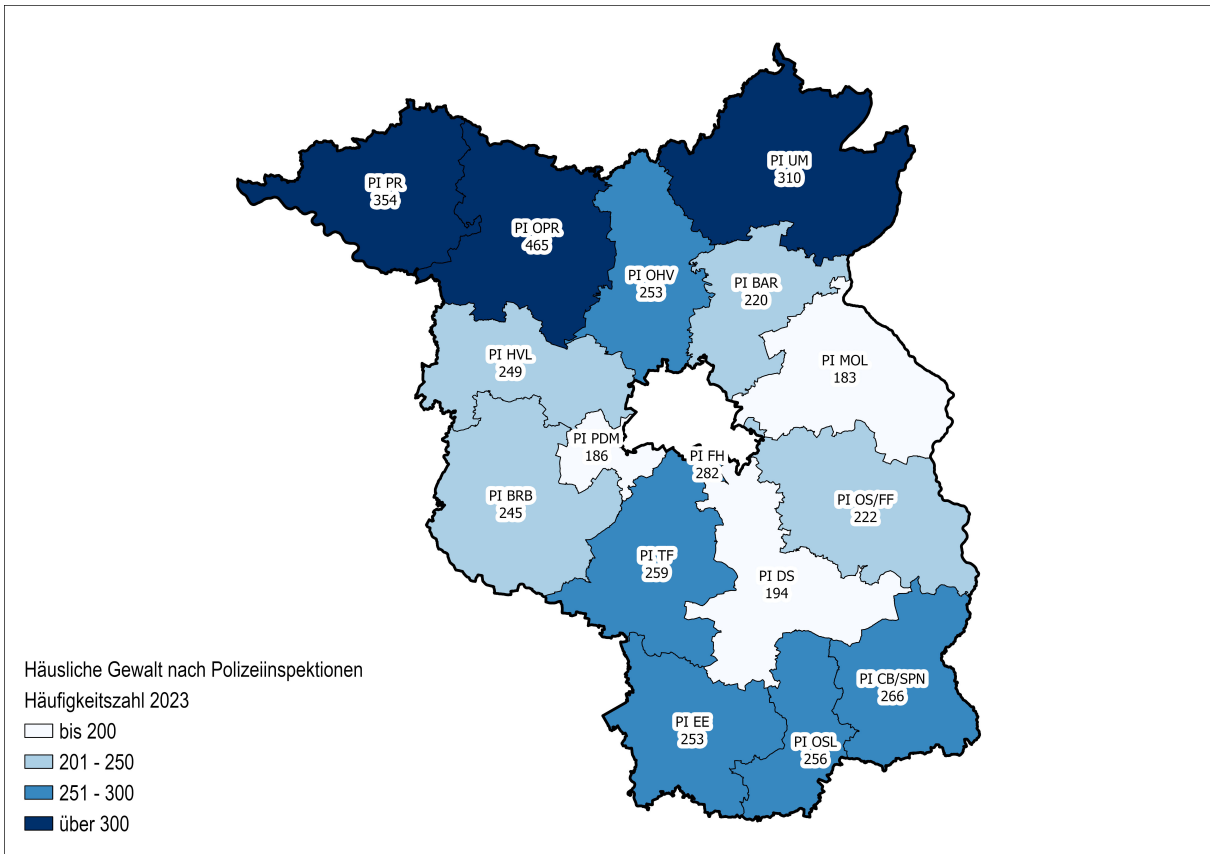 PI UM
310
PI PR
354
PI OPR
465
PI OHV
253
PI BAR
220
PI HVL
249
PI MOL
183
PI PDM
186
PI FH
282
PI BRB
245
PI OS/FF
222
PI TF
259
PI DS
194
PI CB/SPN
266
PI EE
253
PI OSL
256
Häusliche Gewalt nach Polizeiinspektionen
Häufigkeitszahl 2023
bis 200
201 - 250
251 - 300
über 300